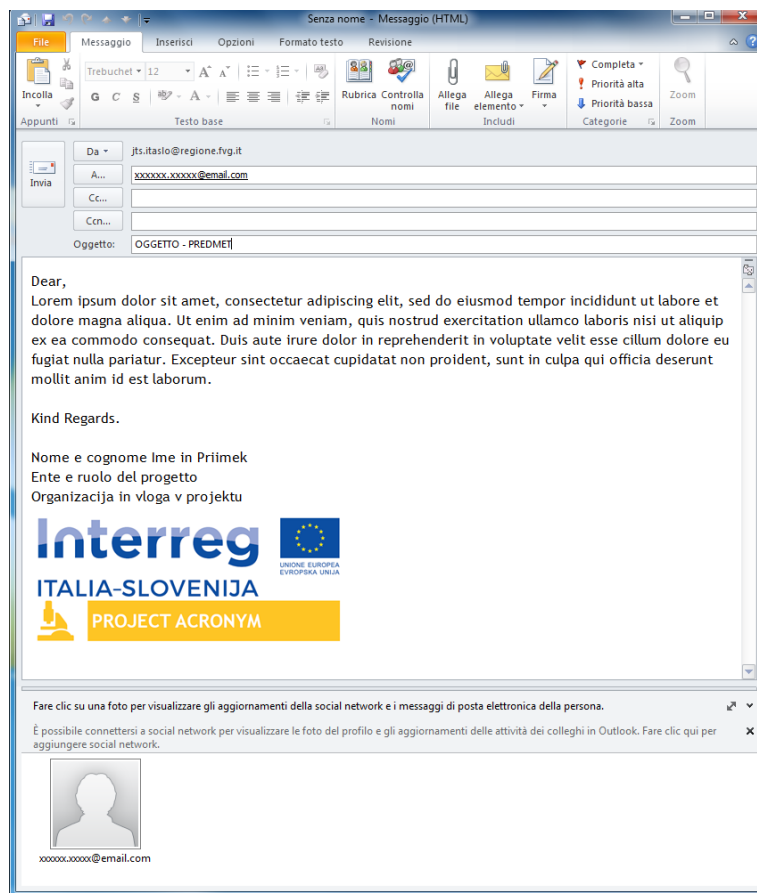 Senza nome - Messaggio (HTML)
File Messaggio Inserisci Opzioni Formato testo Revisione
Incolla
Appunti
Trebuchet 12
G C S
Testo base
Rubrica Controlla nomi
Nomi
Allega file Allega elemento Firma
Includi
Completa
Priorità alta
Priorità bassa
Categorie
Zoom
Zoom
Invia
Da jts.itaslo@regione.fvg.it
A... xxxxxx.xxxxx@email.com
Cc...
Ccn...
Oggetto: OGGETTO - PREDMET
Dear,
Lorem ipsum dolor sit amet, consectetur adipiscing elit, sed do eiusmod tempor incididunt ut labore et
dolore magna aliqua. Ut enim ad minim veniam, quis nostrud exercitation ullamco laboris nisi ut aliquip
ex ea commodo consequat. Duis aute irure dolor in reprehenderit in voluptate velit esse cillum dolore eu
fugiat nulla pariatur. Excepteur sint occaecat cupidatat non proident, sunt in culpa qui officia deserunt
mollit anim id est laborum.
Kind Regards.
Nome e cognome Ime in Priimek
Ente e ruolo del progetto
Organizacija in vloga v projektu
Interreg
UNIONE EUROPEA
EVROPSKA UNIJA
ITALIA-SLOVENIJA
PROJECT ACRONYM
Fare clic su una foto per visualizzare gli aggiornamenti della social network e i messaggi di posta elettronica della persona.
È possibile connettersi a social network per visualizzare le foto del profilo e gli aggiornamenti delle attività dei colleghi in Outlook. Fare clic qui per
aggiungere social network.
xxxxxx.xxxxx@email.com